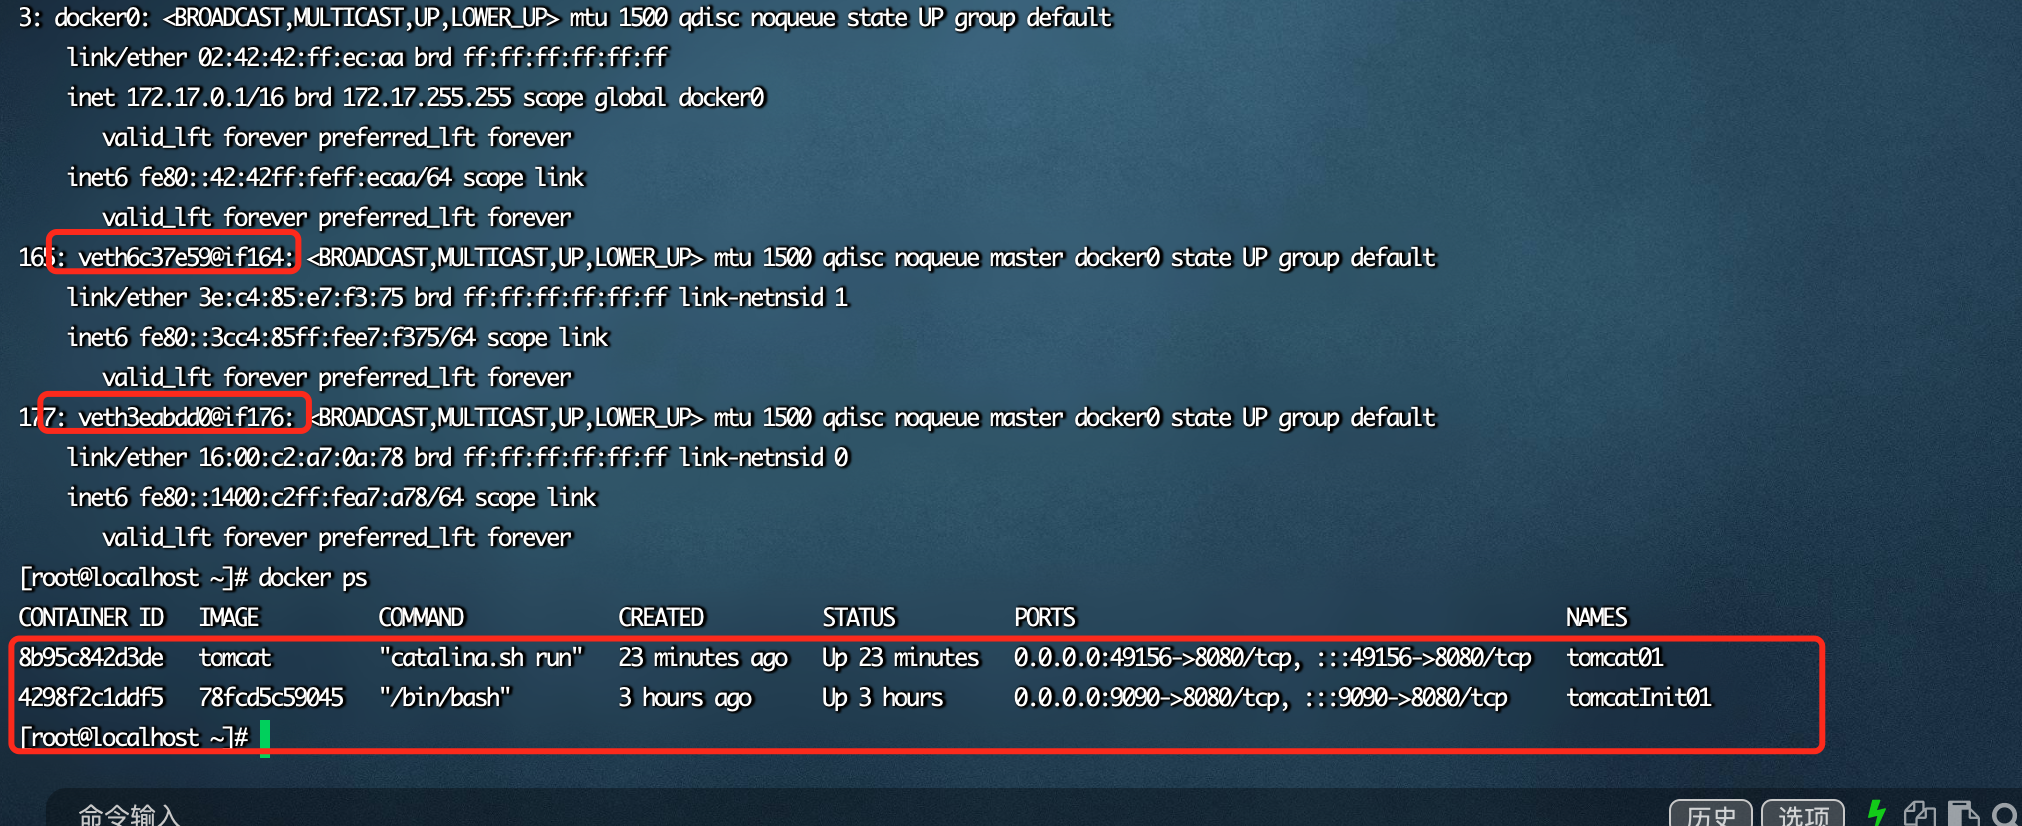 3: docker0: <BROADCAST,MULTICAST,UP,LOWER_UP> mtu 1500 qdisc noqueue state UP group default
link/ether 02:42:42:ff:ec:aa brd ff:ff:ff:ff:ff:ff
inet 172.17.0.1/16 brd 172.17.255.255 scope global docker0
valid_lft forever preferred_lft forever
inet6 fe80::42:42ff:feff:ecaa/64 scope link
valid_lft forever preferred_lft forever
165: veth6c37e59@if164: <BROADCAST,MULTICAST,UP,LOWER_UP> mtu 1500 qdisc noqueue master docker0 state UP group default
link/ether 3e:c4:85:e7:f3:75 brd ff:ff:ff:ff:ff:ff link-netnsid 1
inet6 fe80::3cc4:85ff:fee7:f375/64 scope link
valid_lft forever preferred_lft forever
177: veth3eabdd0@if176: <BROADCAST,MULTICAST,UP,LOWER_UP> mtu 1500 qdisc noqueue master docker0 state UP group default
link/ether 16:00:c2:a7:0a:78 brd ff:ff:ff:ff:ff:ff link-netnsid 0
inet6 fe80::1400:c2ff:fea7:a78/64 scope link
valid_lft forever preferred_lft forever
[root@localhost ~]# docker ps
CONTAINER ID IMAGE COMMAND CREATED STATUS PORTS NAMES
8b95c842d3de tomcat "catalina.sh run" 23 minutes ago Up 23 minutes 0.0.0.0:49156->8080/tcp, :::49156->8080/tcp tomcat01
4298f2c1ddf5 78fcd5c59045 "/bin/bash" 3 hours ago Up 3 hours 0.0.0.0:9090->8080/tcp, :::9090->8080/tcp tomcatInit01
[root@localhost ~]#
命令输入 历史 选项